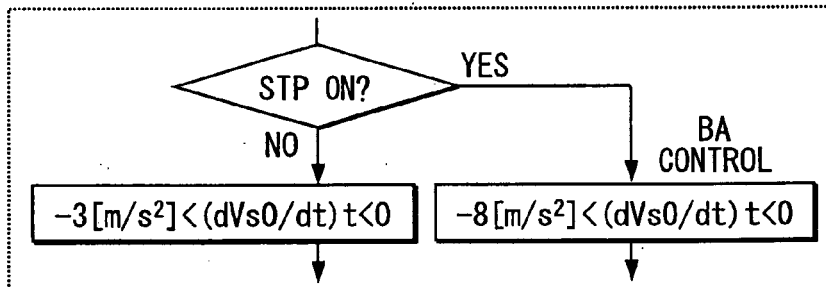 STP ON?
YES
NO
BA
CONTROL
-3[m/s²]<(dVs0/dt)t<0
-8[m/s²]<(dVs0/dt)t<0